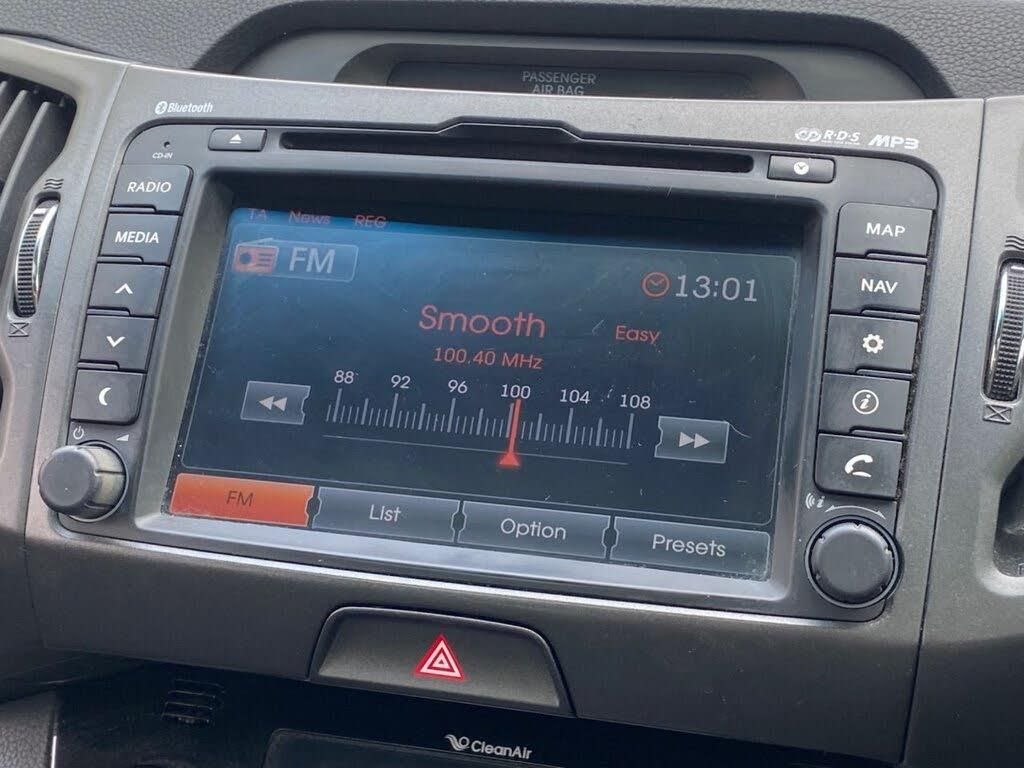 PASSENGER
AIR BAG
Bluetooth
R·D·S
MP3
CD-IN
RADIO
MEDIA
MAP
NAV
TA News REG
FM
13:01
Smooth
Easy
100.40 MHz
88 92 96 100 104 108
FM List Option Presets
CleanAir